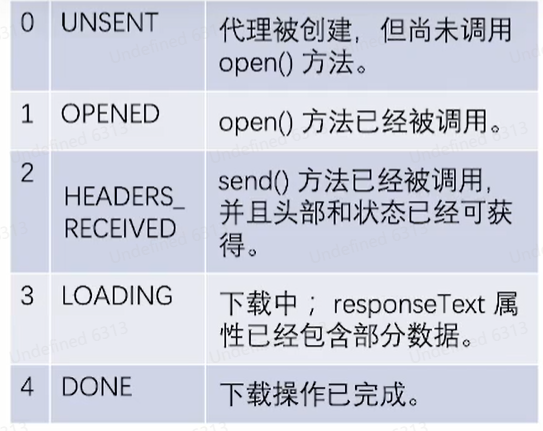 0 UNSENT 代理被创建，但尚未调用
open() 方法。
1 OPENED open() 方法已经被调用。
2 HEADERS_ send() 方法已经被调用，
RECEIVED 并且头部和状态已经可获
得。
3 LOADING 下载中； responseText 属
性已经包含部分数据。
4 DONE 下载操作已完成。
Undefined 6313